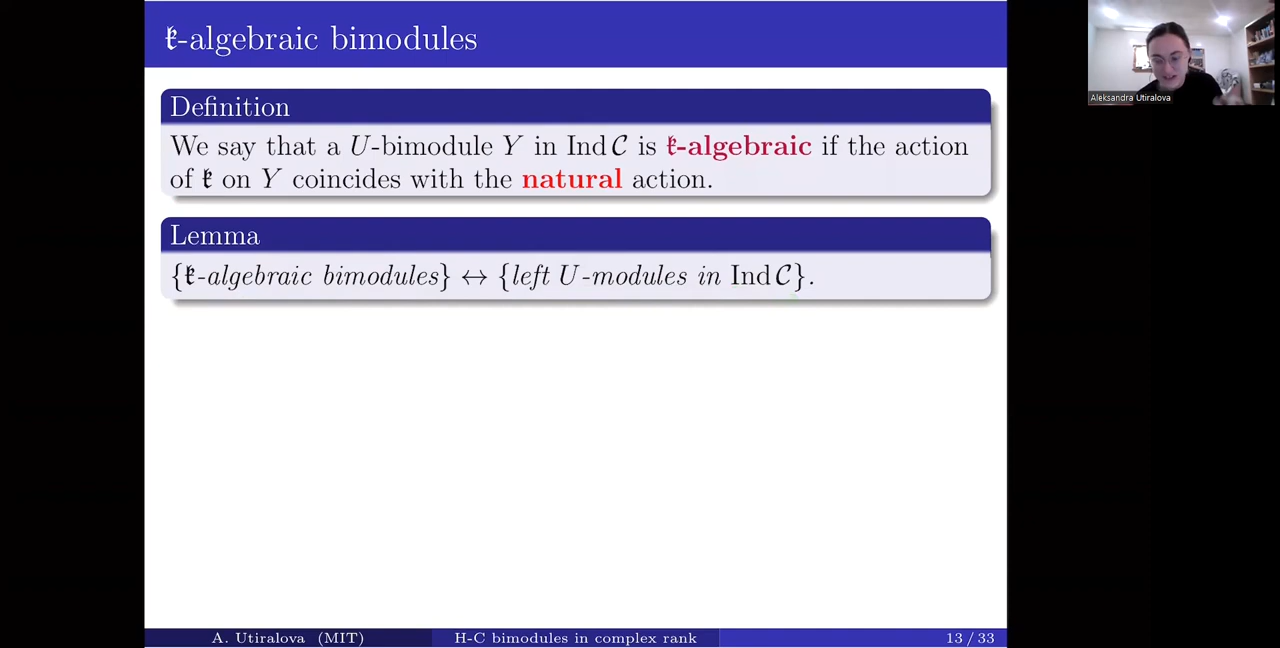 𝔨-algebraic bimodules
Aleksandra Utiralova
Definition
We say that a U-bimodule Y in Ind 𝒞 is 𝔨-algebraic if the action
of 𝔨 on Y coincides with the natural action.
Lemma
{𝔨-algebraic bimodules} ↔ {left U-modules in Ind 𝒞}.
A. Utiralova (MIT)
H-C bimodules in complex rank
13 / 33